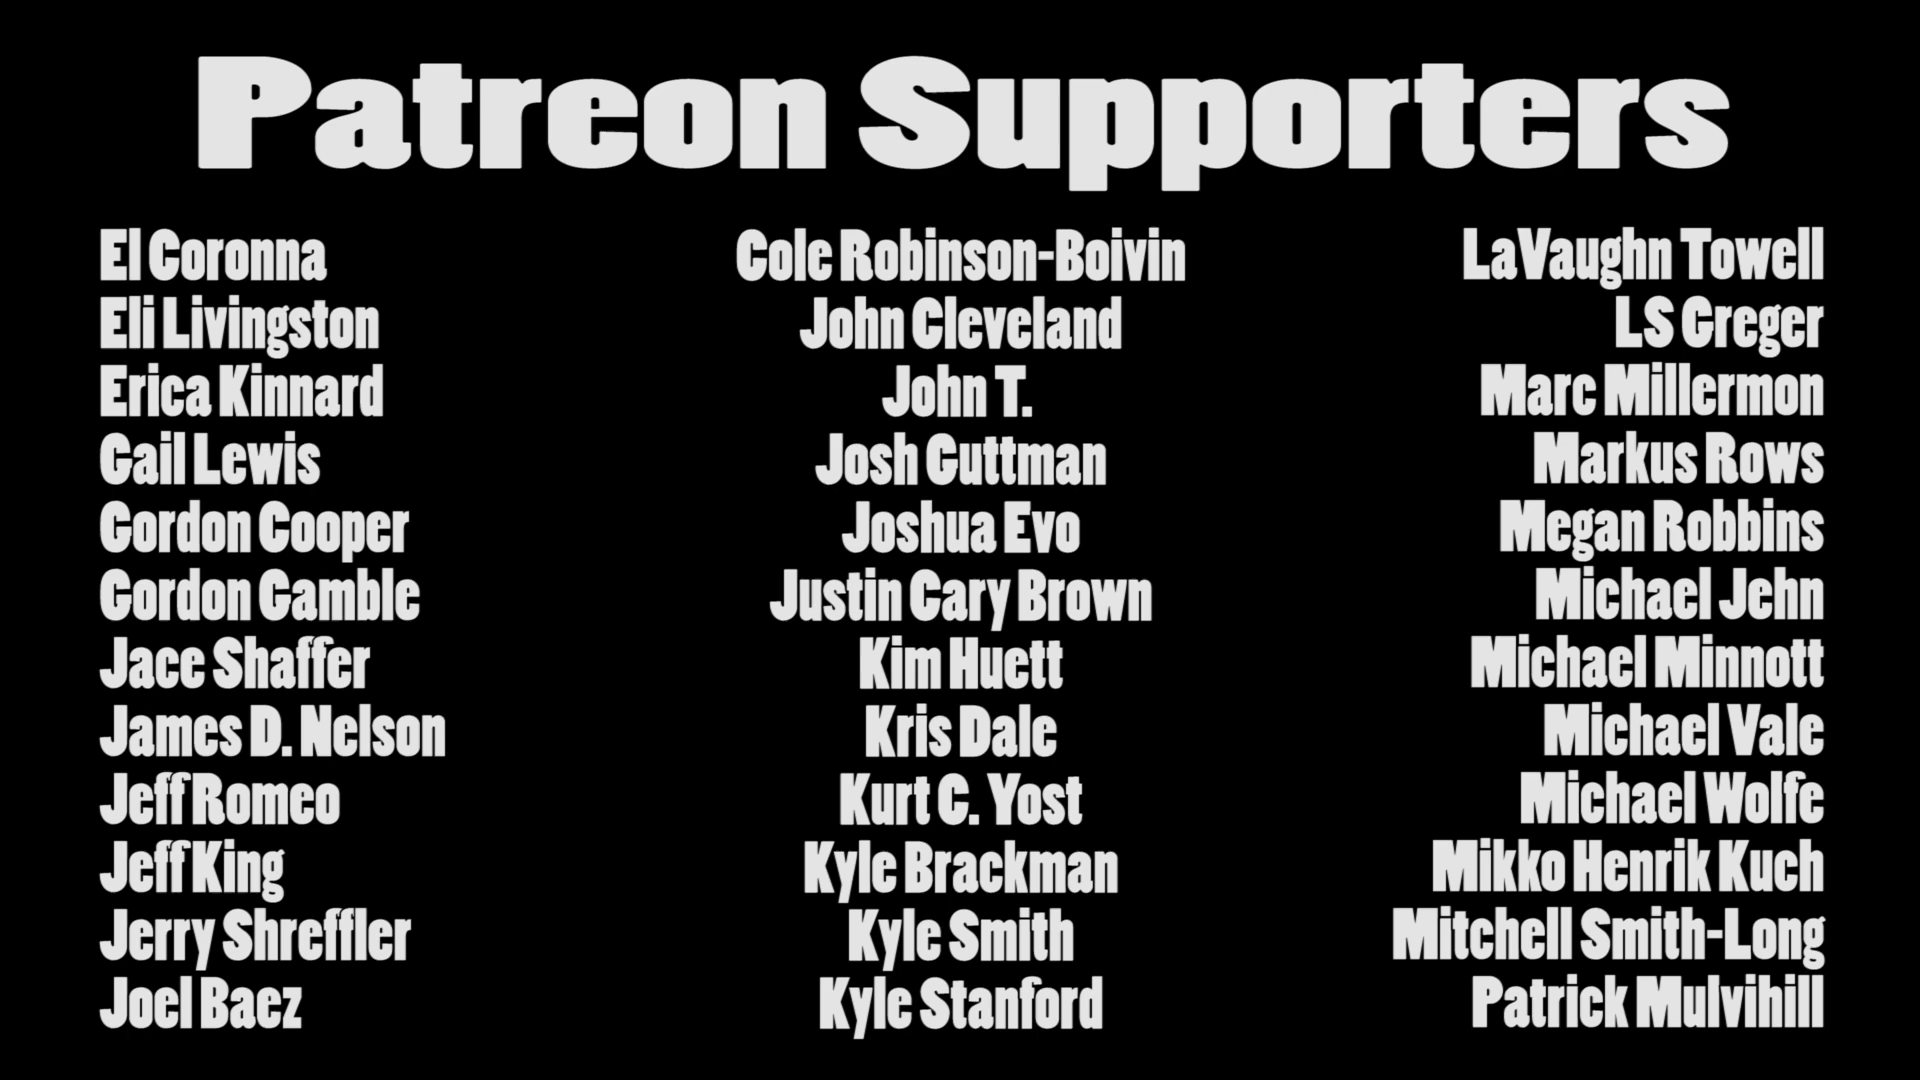 Patreon Supporters
El Coronna
Eli Livingston
Erica Kinnard
Gail Lewis
Gordon Cooper
Gordon Gamble
Jace Shaffer
James D. Nelson
Jeff Romeo
Jeff King
Jerry Shreffler
Joel Baez
Cole Robinson-Boivin
John Cleveland
John T.
Josh Guttman
Joshua Evo
Justin Cary Brown
Kim Huett
Kris Dale
Kurt C. Yost
Kyle Brackman
Kyle Smith
Kyle Stanford
LaVaughn Towell
LS Greger
Marc Millermon
Markus Rows
Megan Robbins
Michael Jehn
Michael Minnott
Michael Vale
Michael Wolfe
Mikko Henrik Kuch
Mitchell Smith-Long
Patrick Mulvihill